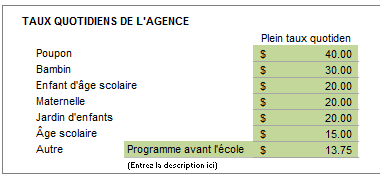 TAUX QUOTIDIENS DE L'AGENCE
Plein taux quotidien
Poupon $ 40.00
Bambin $ 30.00
Enfant d'âge scolaire $ 20.00
Maternelle $ 20.00
Jardin d'enfants $ 20.00
Âge scolaire $ 15.00
Autre Programme avant l'école $ 13.75
(Entrez la description ici)